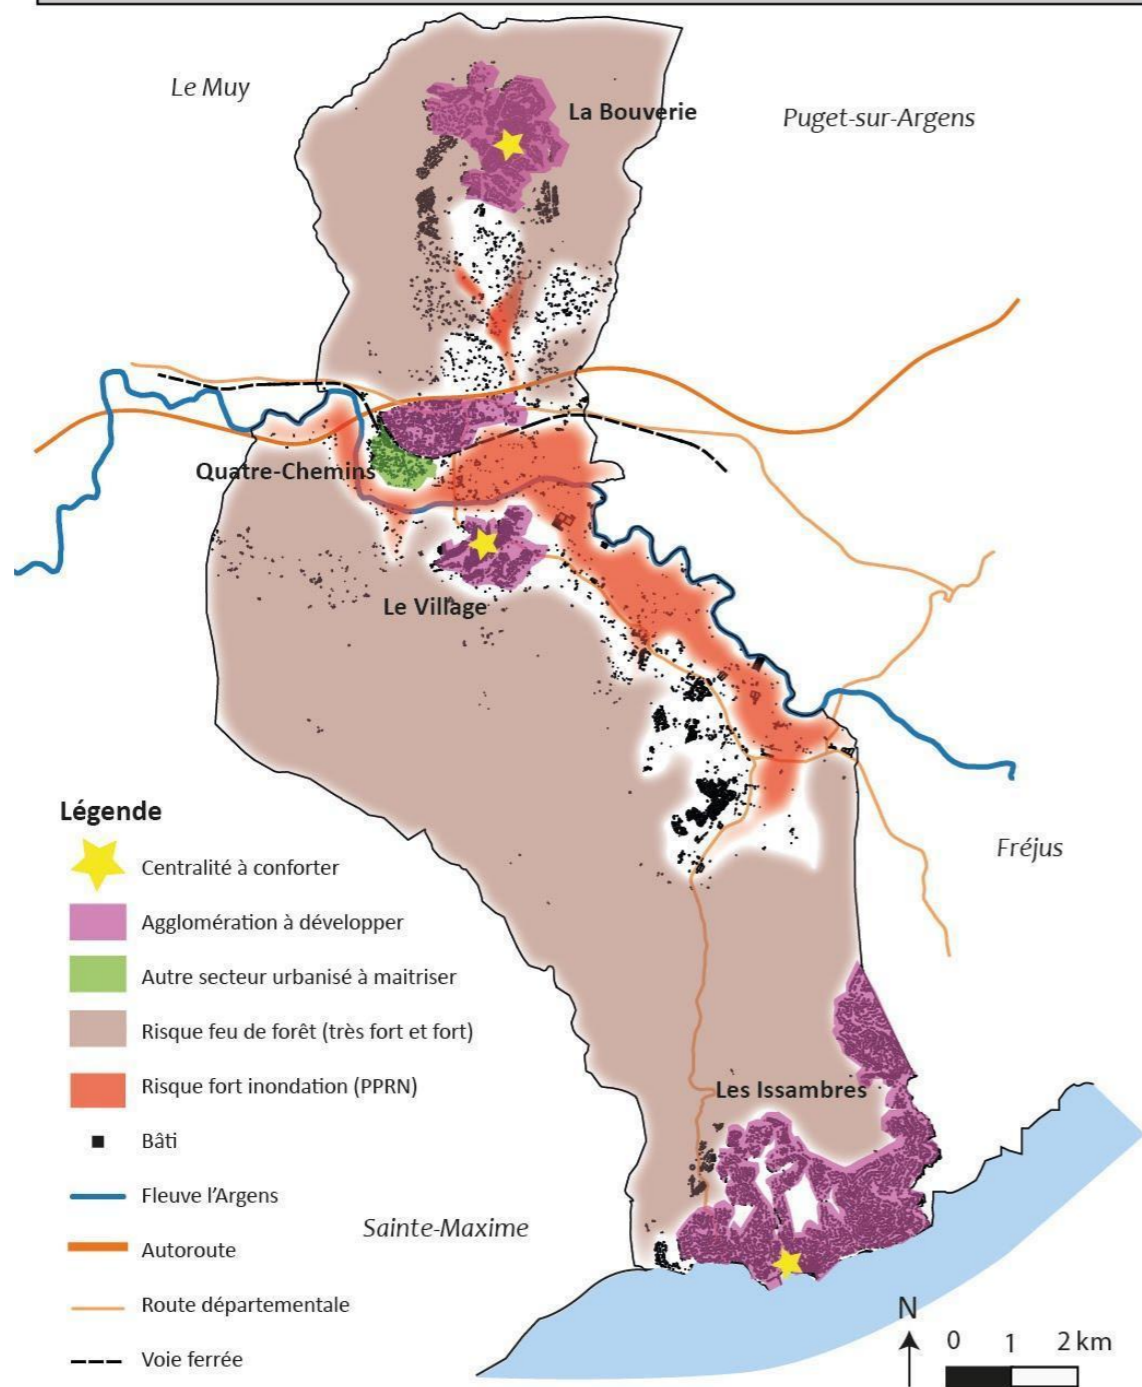 Le Muy
La Bouverie
Puget-sur-Argens
Quatre-Chemins
Le Village
Légende
Centralité à conforter
Fréjus
Agglomération à développer
Autre secteur urbanisé à maitriser
Risque feu de forêt (très fort et fort)
Risque fort inondation (PPRN)
Les Issambres
Bâti
Fleuve l'Argens
Sainte-Maxime
Autoroute
Route départementale
N
0 1 2 km
Voie ferrée